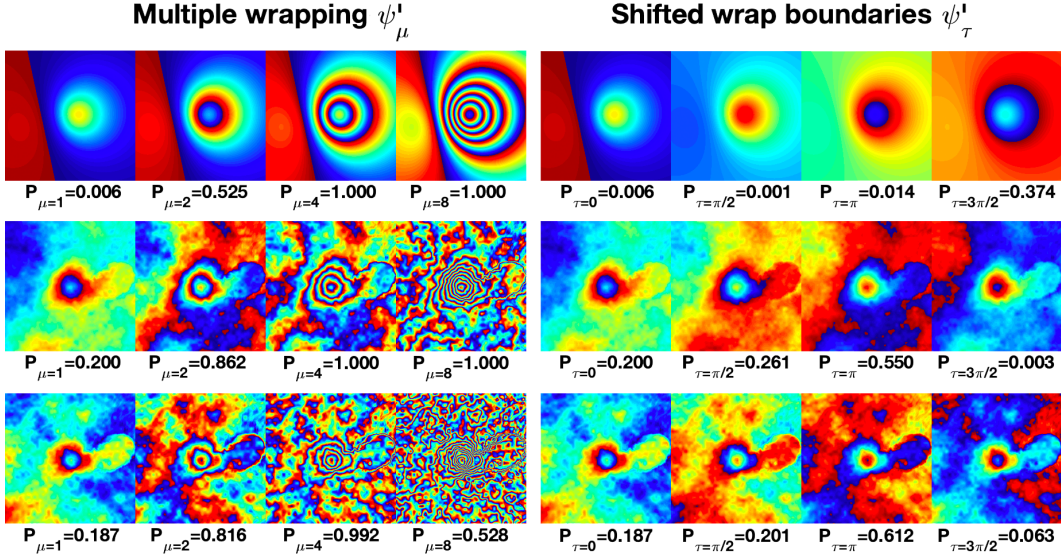 Multiple wrapping ψ'μ Shifted wrap boundaries ψ'τ
Pμ=1=0.006 Pμ=2=0.525 Pμ=4=1.000 Pμ=8=1.000 Pτ=0=0.006 Pτ=π/2=0.001 Pτ=π=0.014 Pτ=3π/2=0.374
Pμ=1=0.200 Pμ=2=0.862 Pμ=4=1.000 Pμ=8=1.000 Pτ=0=0.200 Pτ=π/2=0.261 Pτ=π=0.550 Pτ=3π/2=0.003
Pμ=1=0.187 Pμ=2=0.816 Pμ=4=0.992 Pμ=8=0.528 Pτ=0=0.187 Pτ=π/2=0.201 Pτ=π=0.612 Pτ=3π/2=0.063